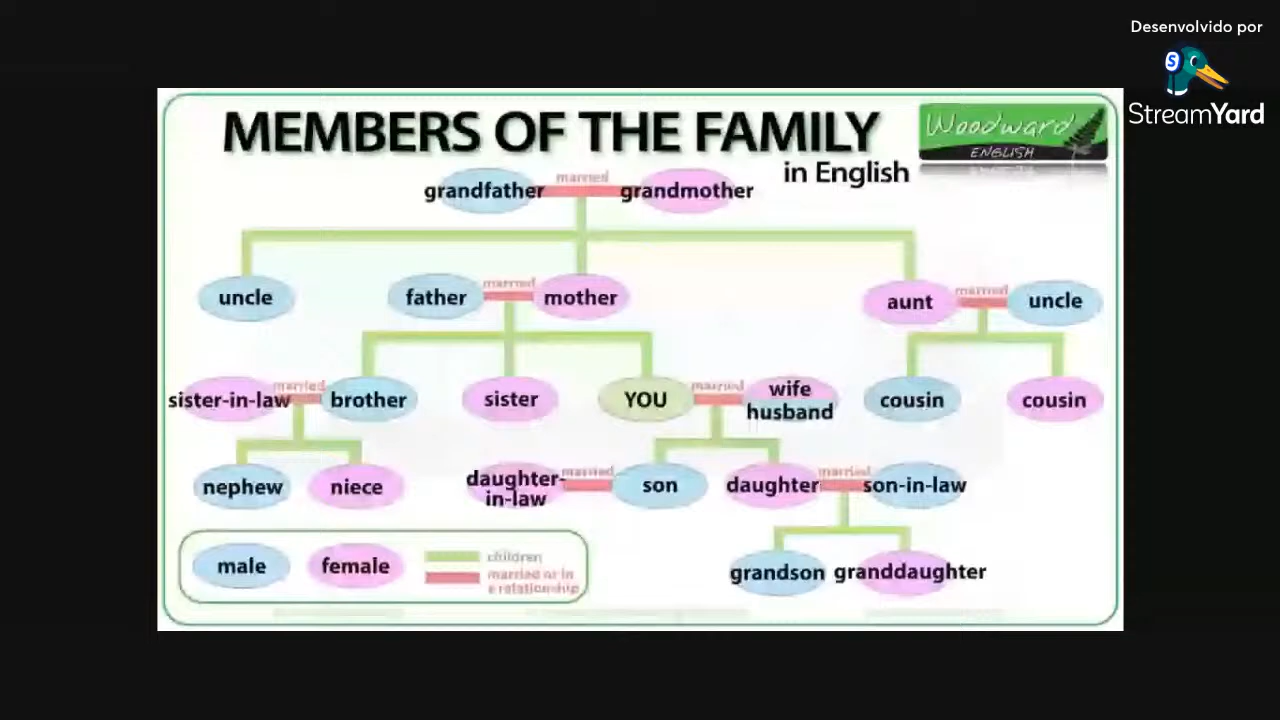 Desenvolvido por
StreamYard
MEMBERS OF THE FAMILY
in English
Woodward
ENGLISH
grandfather married grandmother
uncle father married mother aunt married uncle
sister-in-law married brother sister YOU married wife
husband cousin cousin
nephew niece daughter-
in-law married son daughter married son-in-law
male female children
married or in
a relationship
grandson granddaughter